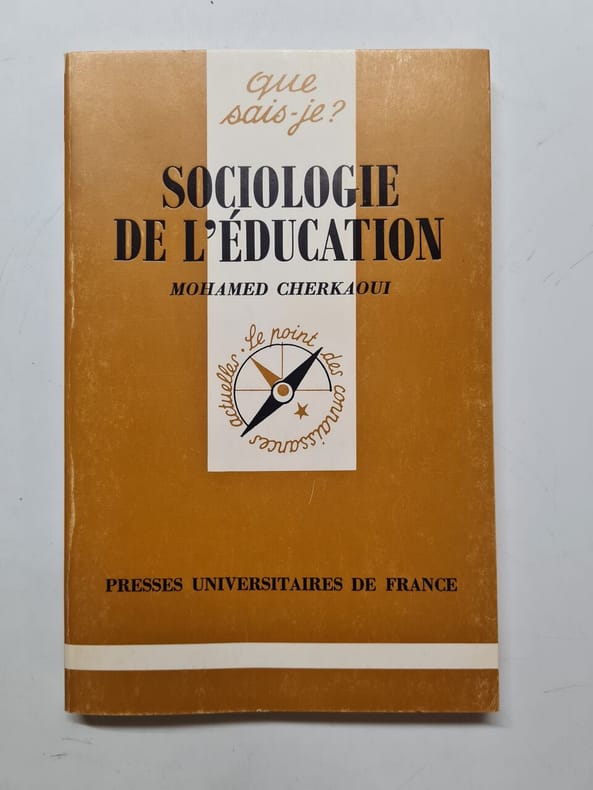 que
sais-je?
SOCIOLOGIE
DE L'ÉDUCATION
MOHAMED CHERKAOUI
Le point des connaissances actuelles.
PRESSES UNIVERSITAIRES DE FRANCE